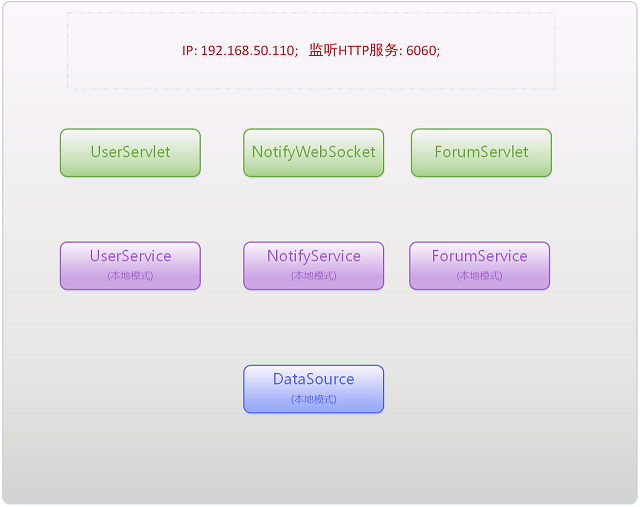 IP: 192.168.50.110; 监听HTTP服务: 6060;
UserServlet
NotifyWebSocket
ForumServlet
UserService
(本地模式)
NotifyService
(本地模式)
ForumService
(本地模式)
DataSource
(本地模式)